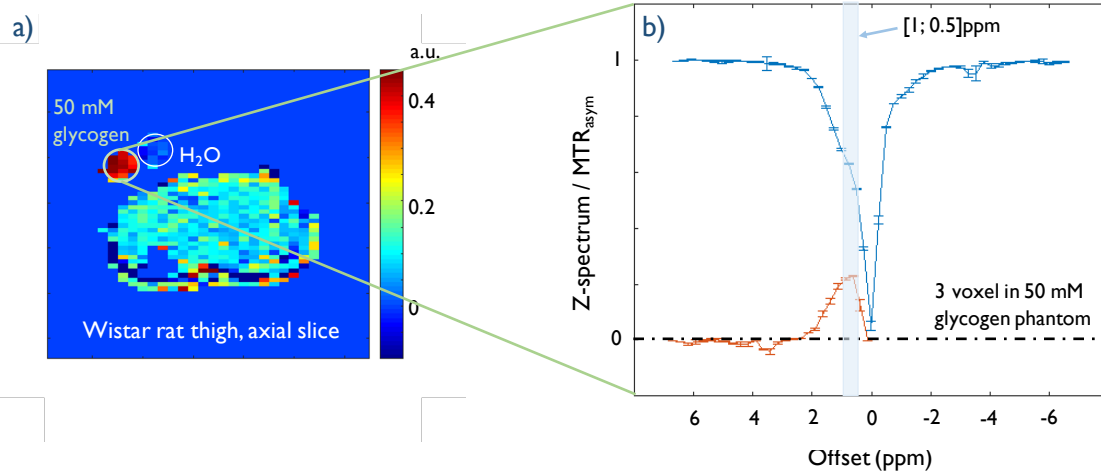 a)
50 mM
glycogen
H₂O
Wistar rat thigh, axial slice
a.u.
0.4
0.2
0
b)
[1; 0.5]ppm
1
0
Z-spectrum / MTRasym
3 voxel in 50 mM
glycogen phantom
6 4 2 0 -2 -4 -6
Offset (ppm)